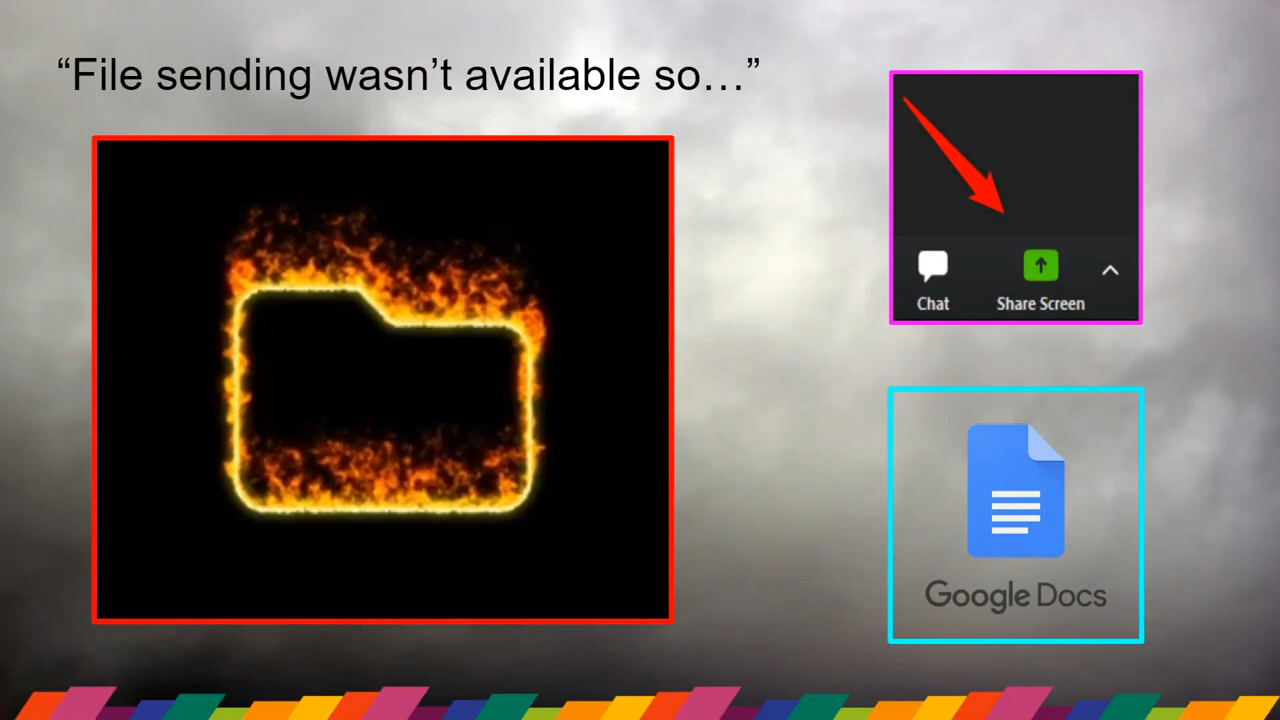 “File sending wasn’t available so…”
Chat
Share Screen
Google Docs